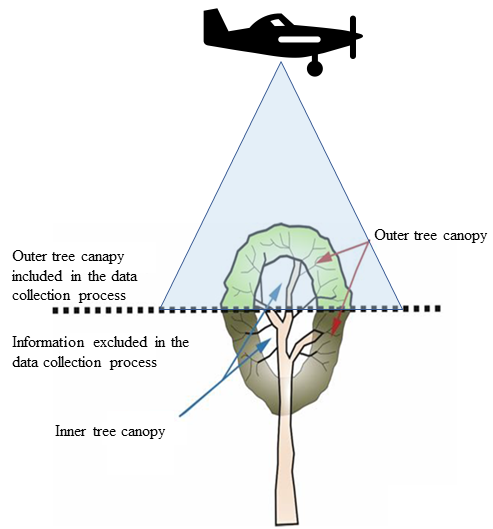 Outer tree canopy
Outer tree canapy
included in the data
collection process
Information excluded in the
data collection process
Inner tree canopy